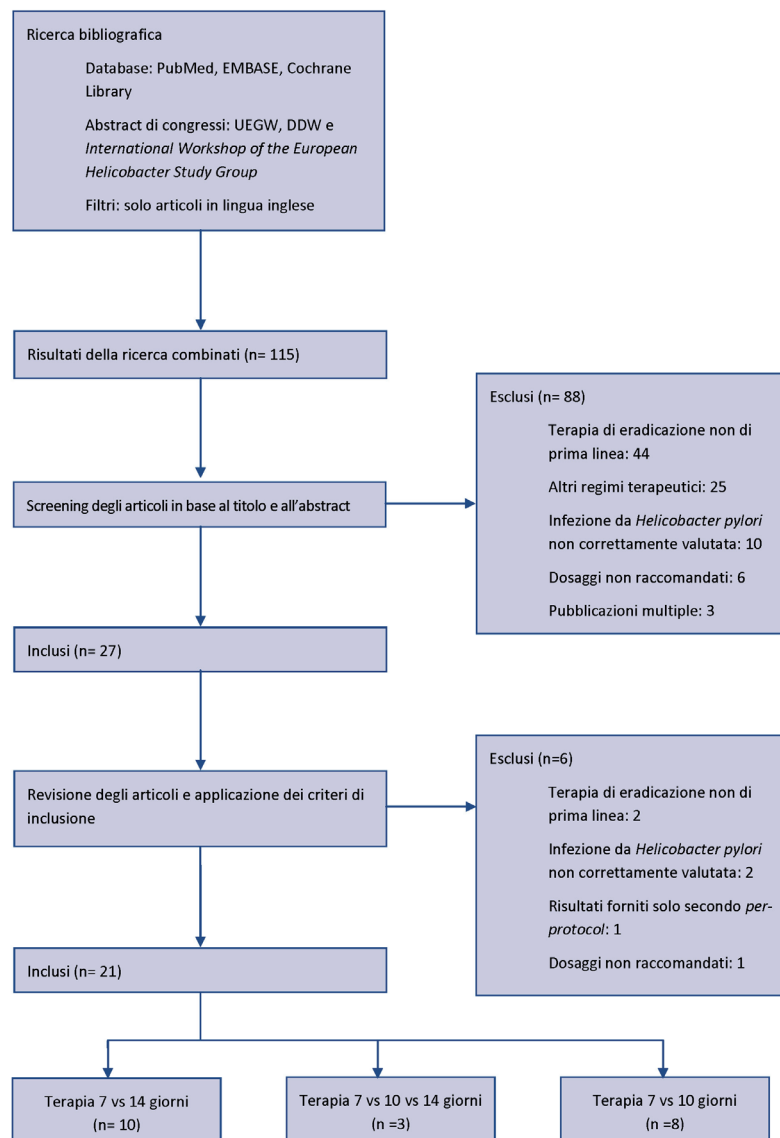 Ricerca bibliografica
Database: PubMed, EMBASE, Cochrane
Library
Abstract di congressi: UEGW, DDW e
International Workshop of the European
Helicobacter Study Group
Filtri: solo articoli in lingua inglese
Risultati della ricerca combinati (n= 115)
Screening degli articoli in base al titolo e all'abstract
Esclusi (n= 88)
Terapia di eradicazione non di
prima linea: 44
Altri regimi terapeutici: 25
Infezione da Helicobacter pylori
non correttamente valutata: 10
Dosaggi non raccomandati: 6
Pubblicazioni multiple: 3
Inclusi (n= 27)
Revisione degli articoli e applicazione dei criteri di
inclusione
Esclusi (n=6)
Terapia di eradicazione non di
prima linea: 2
Infezione da Helicobacter pylori
non correttamente valutata: 2
Risultati forniti solo secondo per-
protocol: 1
Dosaggi non raccomandati: 1
Inclusi (n= 21)
Terapia 7 vs 14 giorni
(n= 10)
Terapia 7 vs 10 vs 14 giorni
(n =3)
Terapia 7 vs 10 giorni
(n =8)